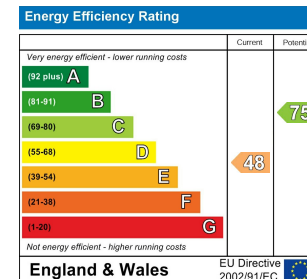 Energy Efficiency Rating
Current
Very energy efficient - lower running costs
(92 plus) A
(81-91) B
(69-80) C
75
(55-68) D
48
(39-54) E
(21-38) F
(1-20) G
Not energy efficient - higher running costs
England & Wales
EU Directive
2002/91/EC